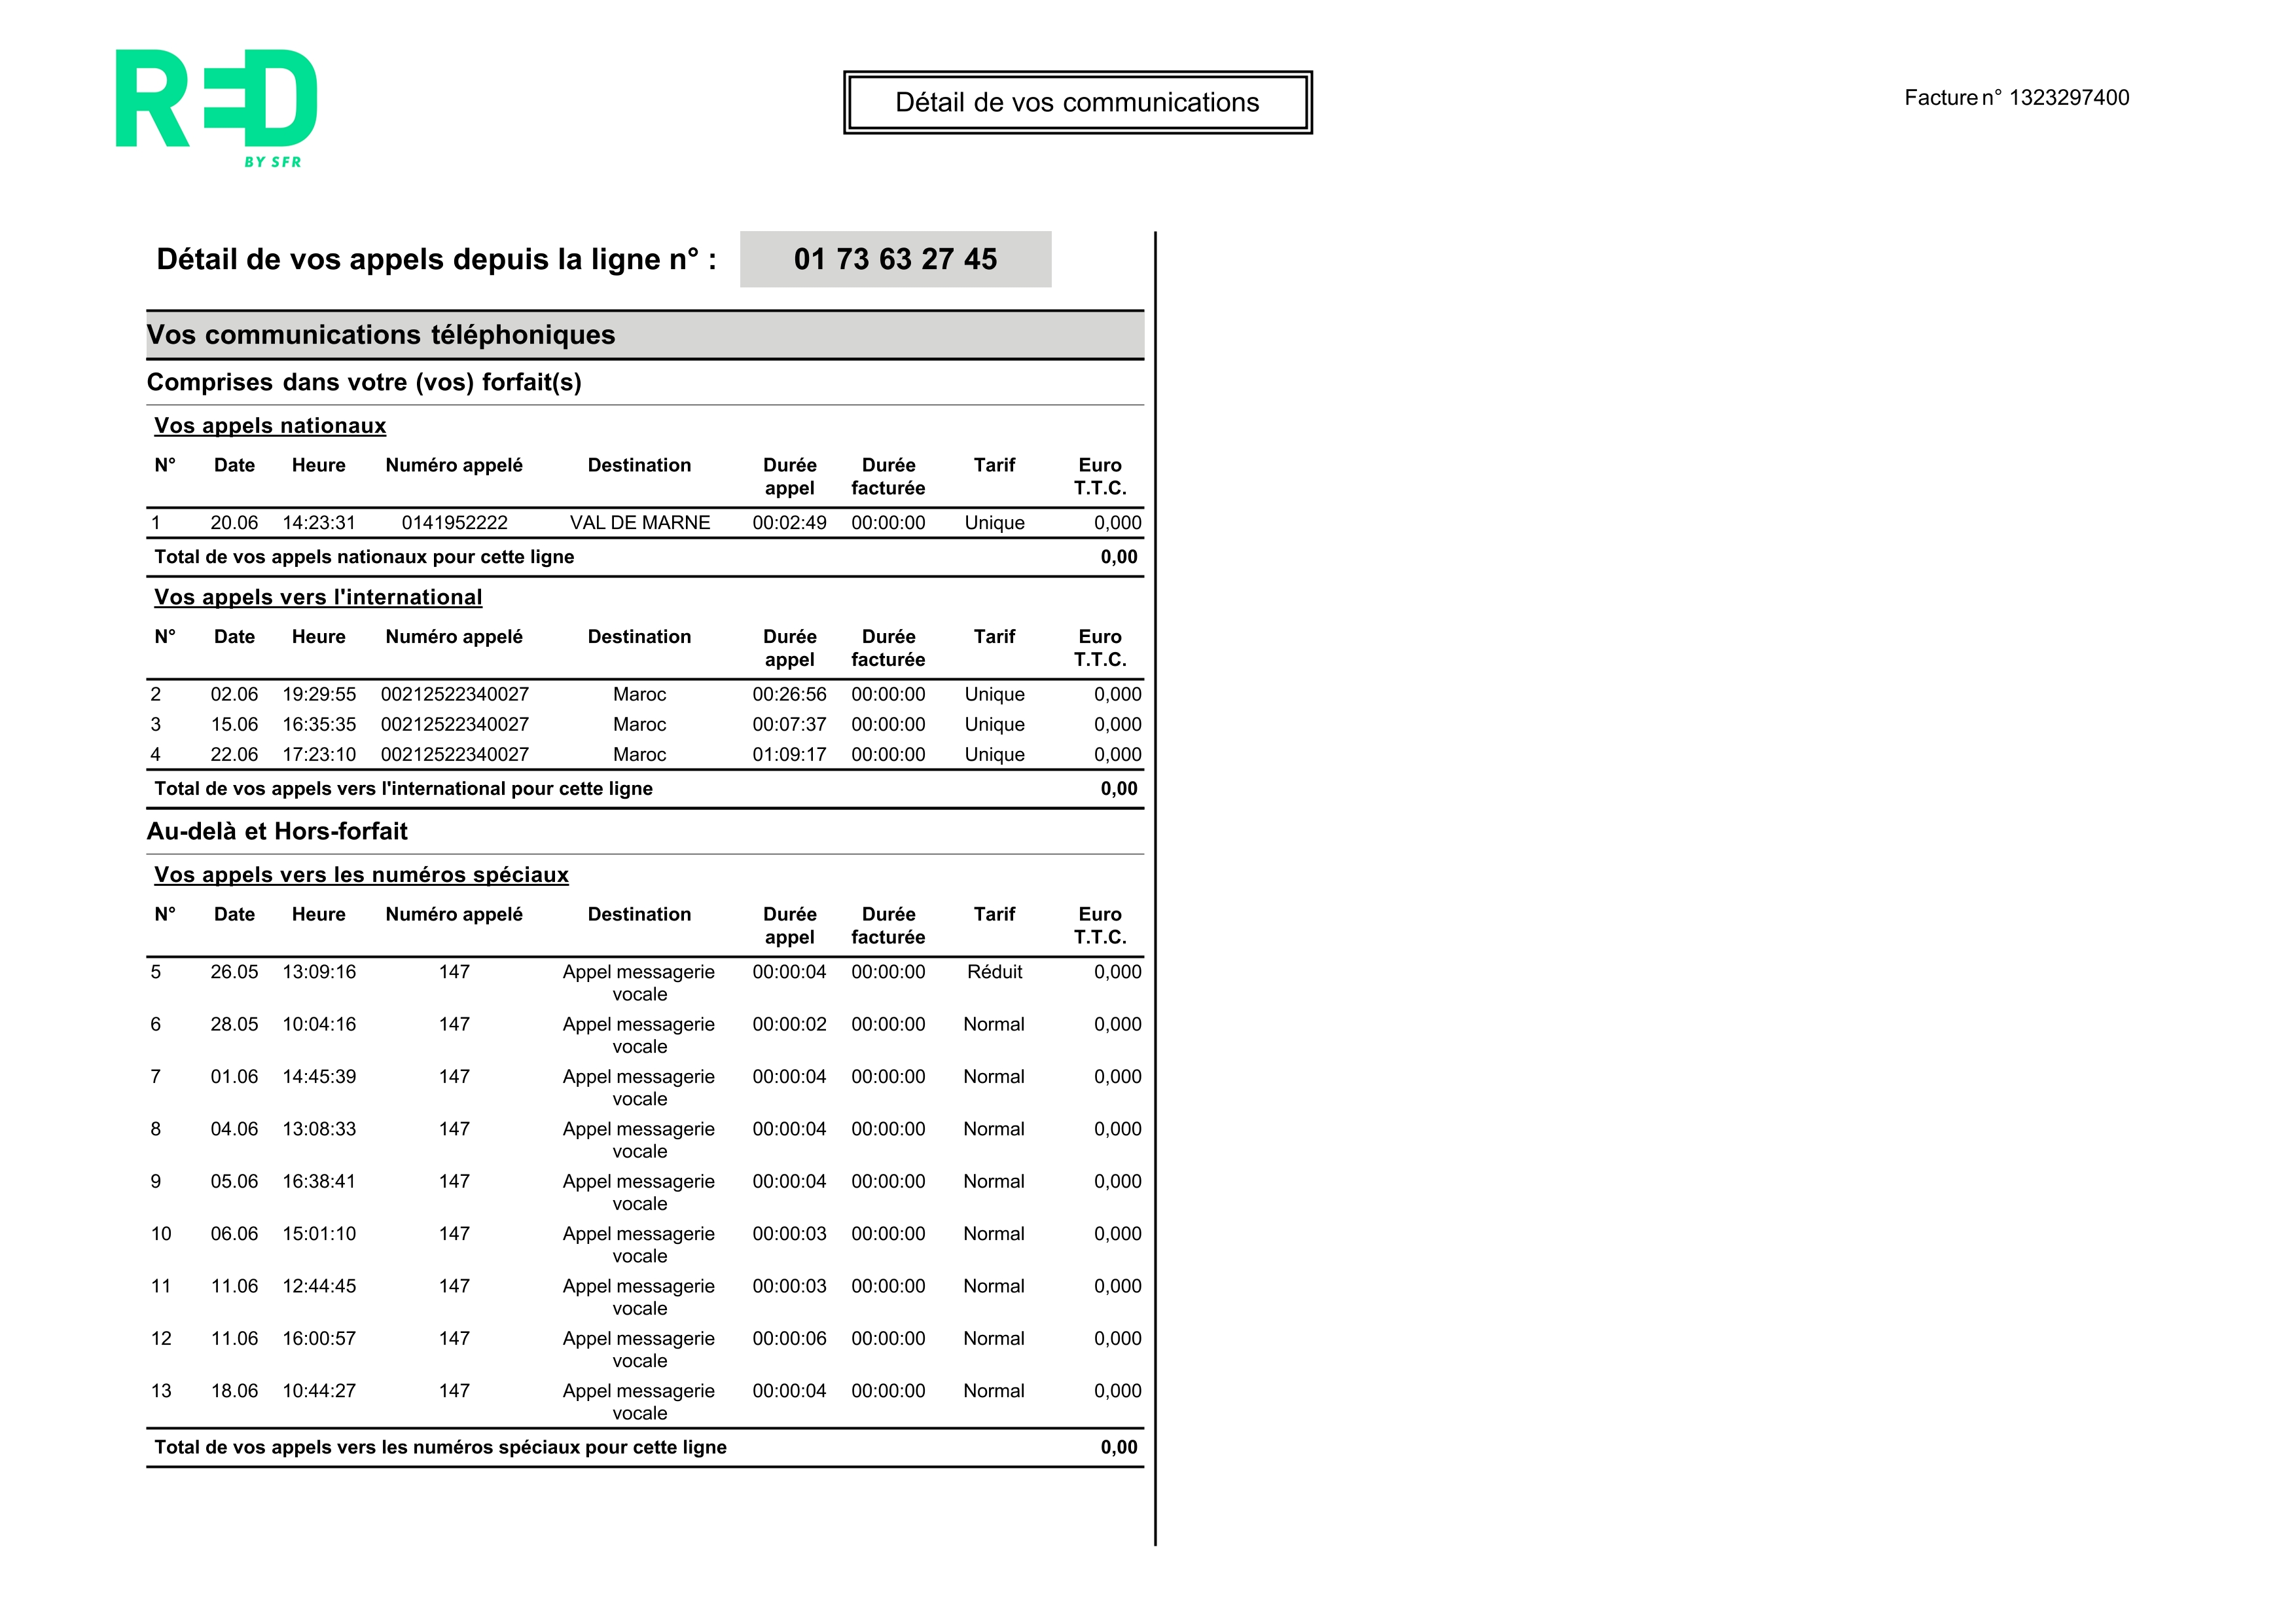 RED
BY SFR
Détail de vos communications
Facture n° 1323297400
Détail de vos appels depuis la ligne n° : 01 73 63 27 45
Vos communications téléphoniques
Comprises dans votre (vos) forfait(s)
Vos appels nationaux
N° Date Heure Numéro appelé Destination Durée Durée Tarif Euro
appel facturée T.T.C.
1 20.06 14:23:31 0141952222 VAL DE MARNE 00:02:49 00:00:00 Unique 0,000
Total de vos appels nationaux pour cette ligne 0,00
Vos appels vers l'international
N° Date Heure Numéro appelé Destination Durée Durée Tarif Euro
appel facturée T.T.C.
2 02.06 19:29:55 00212522340027 Maroc 00:26:56 00:00:00 Unique 0,000
3 15.06 16:35:35 00212522340027 Maroc 00:07:37 00:00:00 Unique 0,000
4 22.06 17:23:10 00212522340027 Maroc 01:09:17 00:00:00 Unique 0,000
Total de vos appels vers l'international pour cette ligne 0,00
Au-delà et Hors-forfait
Vos appels vers les numéros spéciaux
N° Date Heure Numéro appelé Destination Durée Durée Tarif Euro
appel facturée T.T.C.
5 26.05 13:09:16 147 Appel messagerie 00:00:04 00:00:00 Réduit 0,000
vocale
6 28.05 10:04:16 147 Appel messagerie 00:00:02 00:00:00 Normal 0,000
vocale
7 01.06 14:45:39 147 Appel messagerie 00:00:04 00:00:00 Normal 0,000
vocale
8 04.06 13:08:33 147 Appel messagerie 00:00:04 00:00:00 Normal 0,000
vocale
9 05.06 16:38:41 147 Appel messagerie 00:00:04 00:00:00 Normal 0,000
vocale
10 06.06 15:01:10 147 Appel messagerie 00:00:03 00:00:00 Normal 0,000
vocale
11 11.06 12:44:45 147 Appel messagerie 00:00:03 00:00:00 Normal 0,000
vocale
12 11.06 16:00:57 147 Appel messagerie 00:00:06 00:00:00 Normal 0,000
vocale
13 18.06 10:44:27 147 Appel messagerie 00:00:04 00:00:00 Normal 0,000
vocale
Total de vos appels vers les numéros spéciaux pour cette ligne 0,00